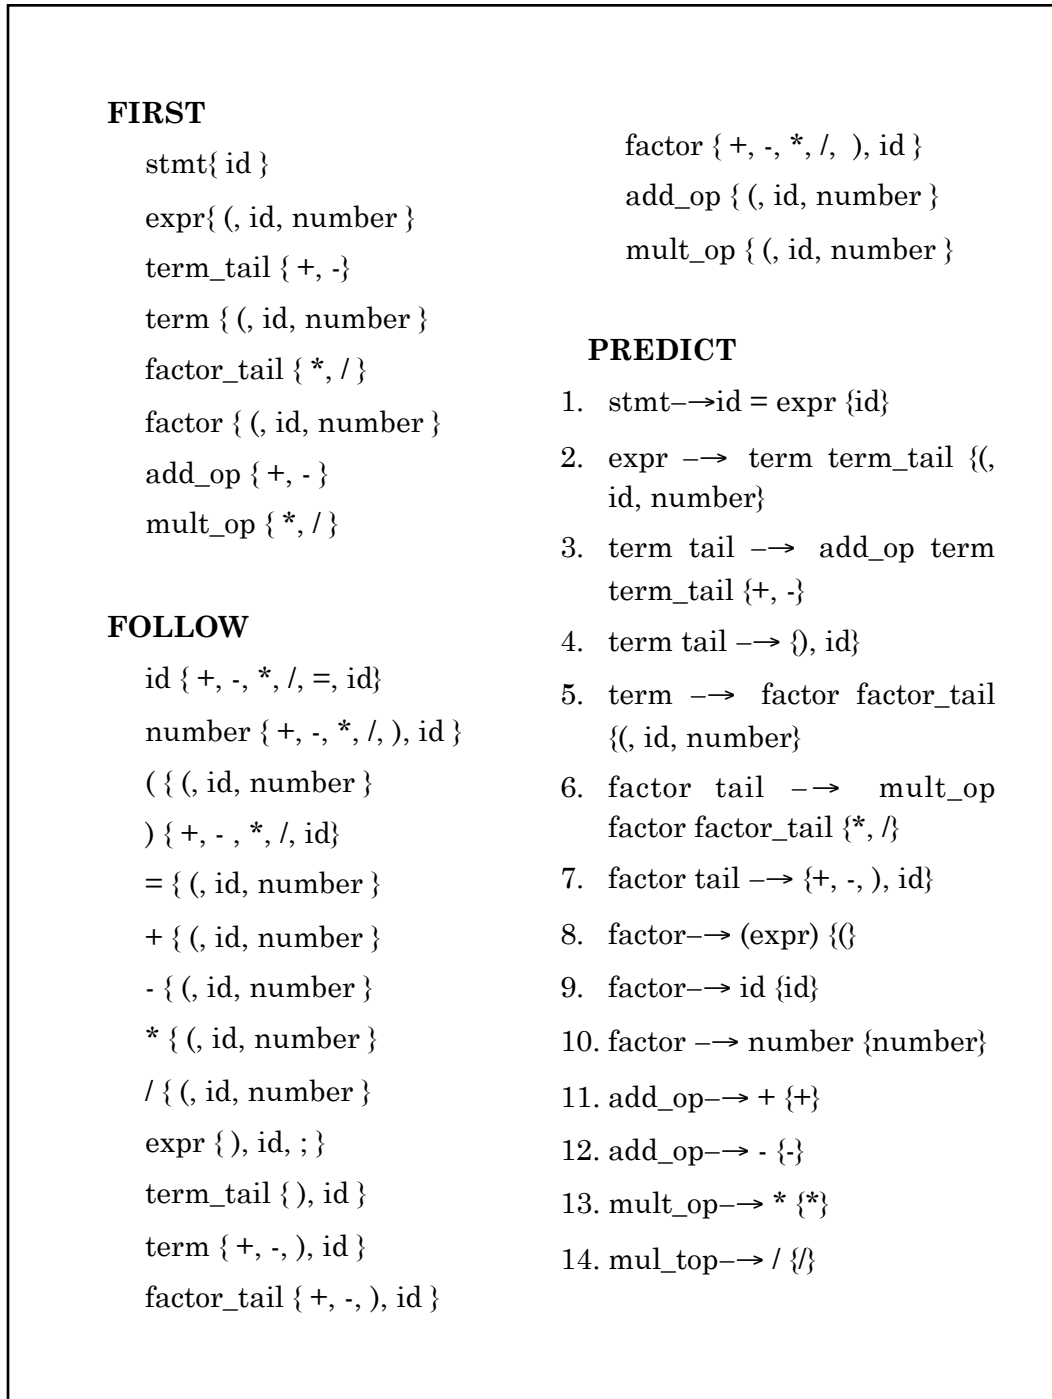 FIRST
stmt{ id }
expr{ (, id, number }
term_tail { +, -}
term { (, id, number }
factor_tail { *, / }
factor { (, id, number }
add_op { +, - }
mult_op { *, / }
FOLLOW
id { +, -, *, /, =, id}
number { +, -, *, /, ), id }
( { (, id, number }
) { +, - , *, /, id}
= { (, id, number }
+ { (, id, number }
- { (, id, number }
* { (, id, number }
/ { (, id, number }
expr { ), id, ; }
term_tail { ), id }
term { +, -, ), id }
factor_tail { +, -, ), id }
factor { +, -, *, /,  ), id }
add_op { (, id, number }
mult_op { (, id, number }
PREDICT
1. stmt–→id = expr {id}
2. expr –→ term term_tail {(,
id, number}
3. term tail –→ add_op term
term_tail {+, -}
4. term tail –→ {), id}
5. term –→ factor factor_tail
{(, id, number}
6. factor tail –→ mult_op
factor factor_tail {*, /}
7. factor tail –→ {+, -, ), id}
8. factor–→ (expr) {(}
9. factor–→ id {id}
10. factor –→ number {number}
11. add_op–→ + {+}
12. add_op–→ - {-}
13. mult_op–→ * {*}
14. mul_top–→ / {/}